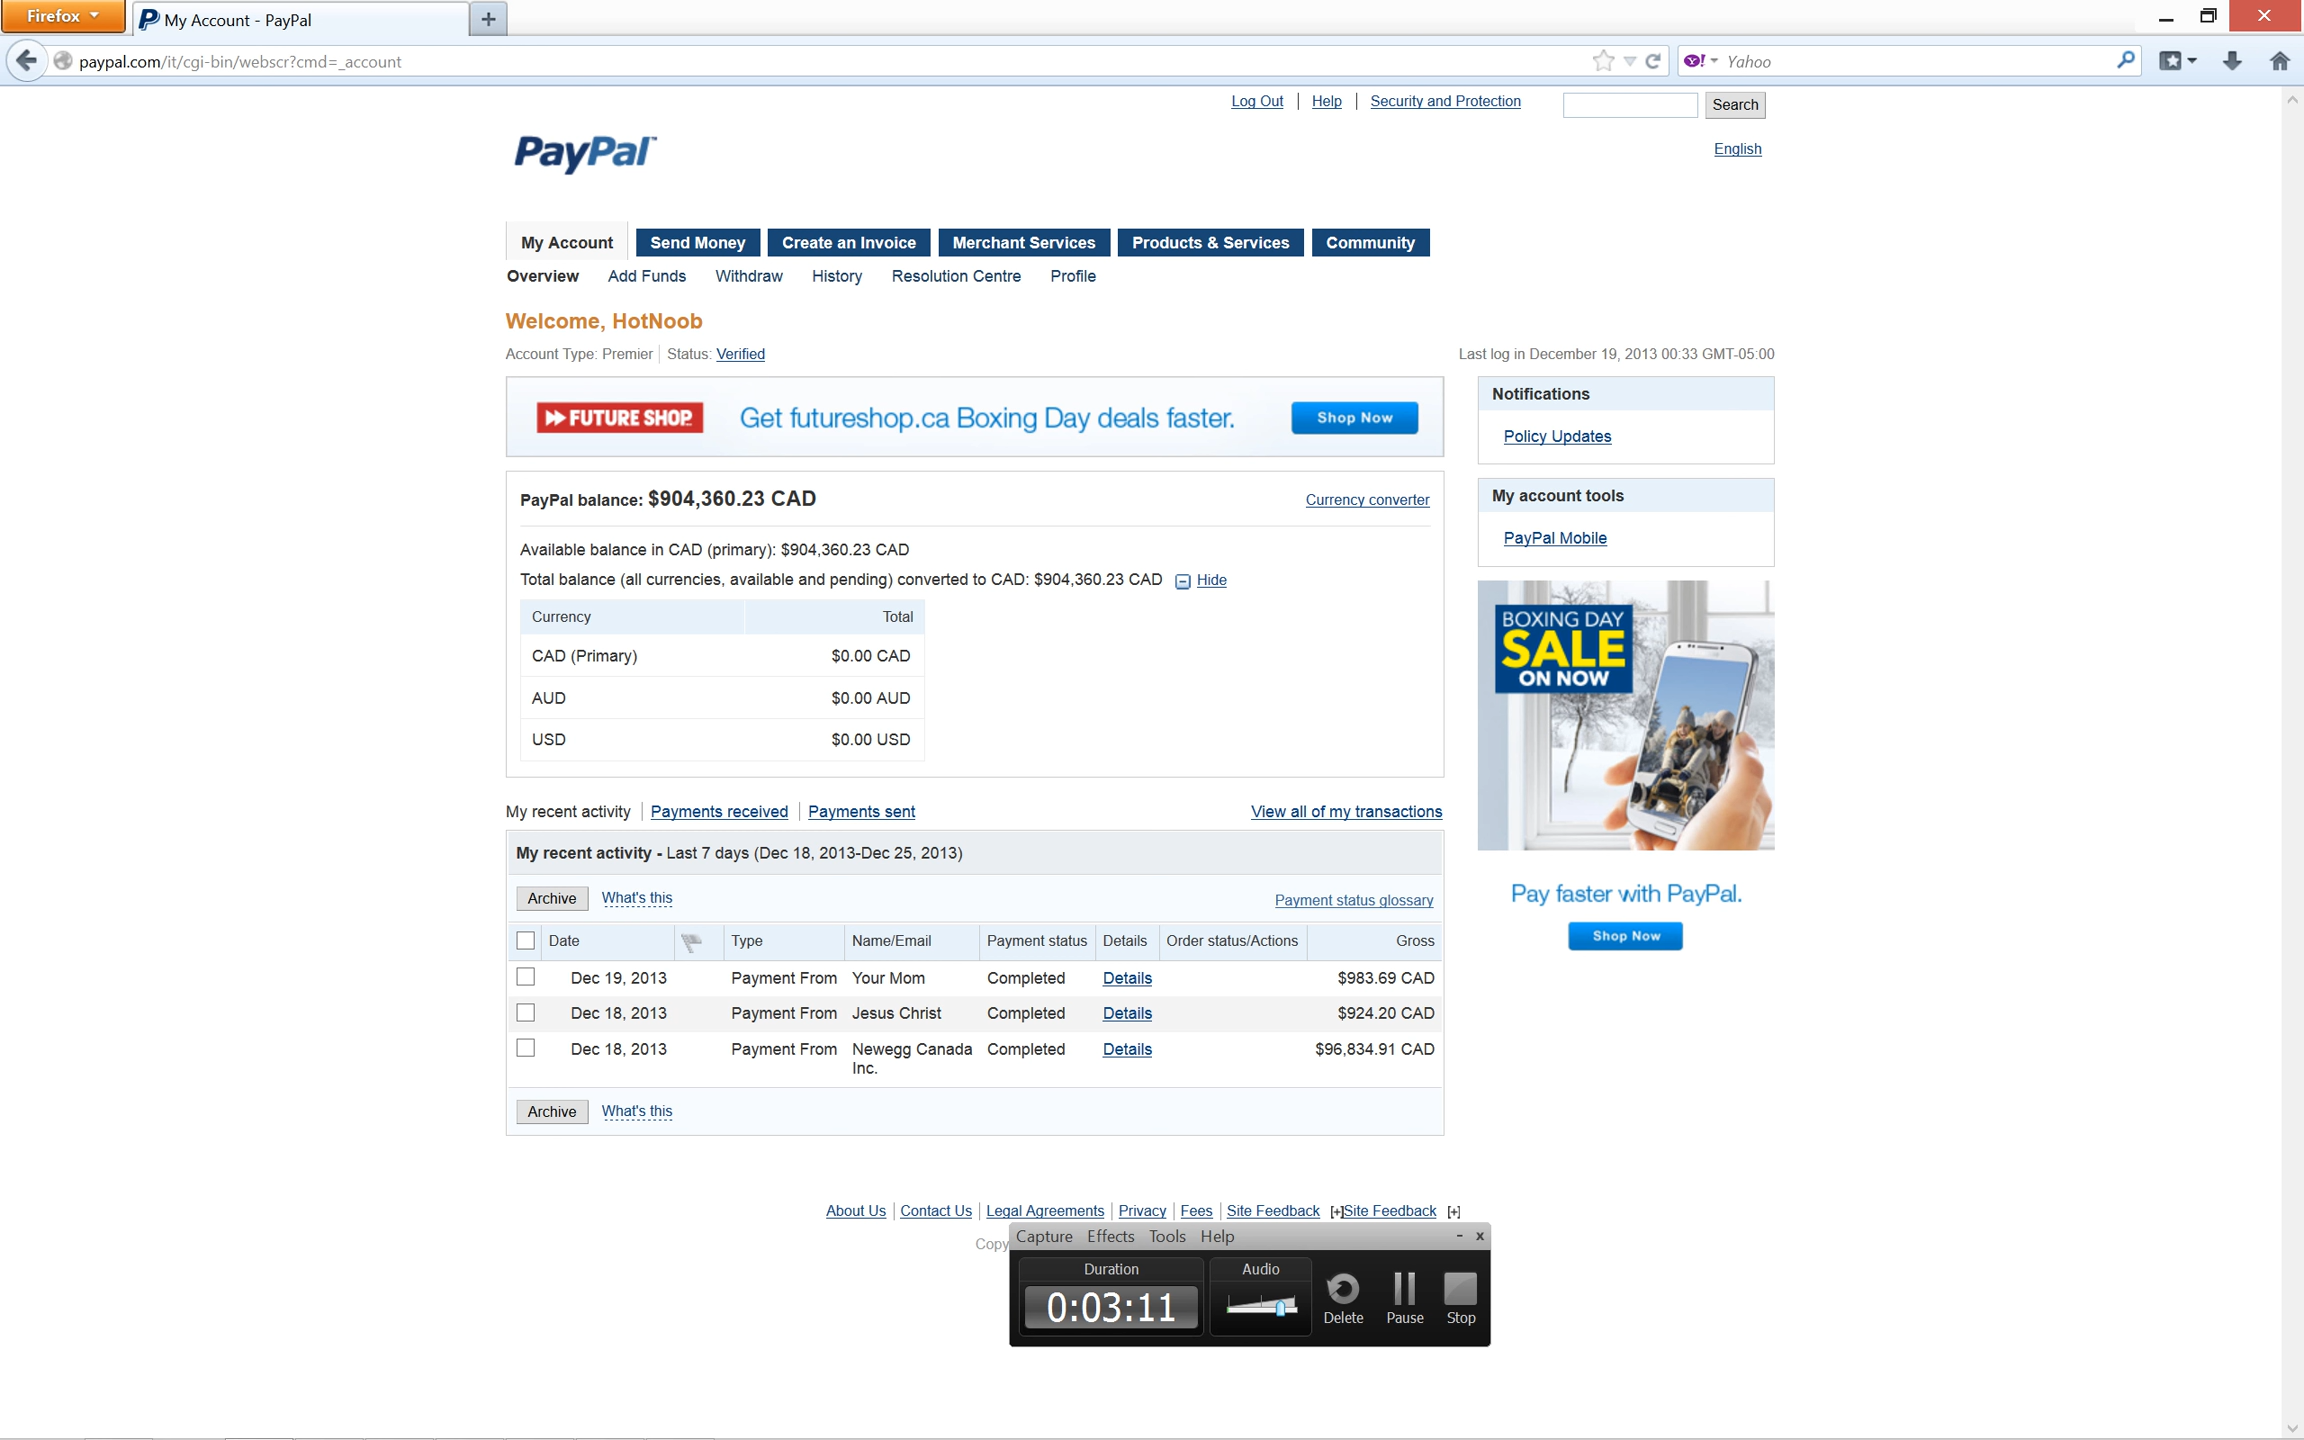 Firefox
My Account - PayPal
paypal.com/it/cgi-bin/webscr?cmd=_account
Y! Yahoo
Log Out | Help | Security and Protection
Search
PayPal™
English
My Account Send Money Create an Invoice Merchant Services Products & Services Community
Overview Add Funds Withdraw History Resolution Centre Profile
Welcome, HotNoob
Account Type: Premier | Status: Verified
Last log in December 19, 2013 00:33 GMT-05:00
FUTURE SHOP Get futureshop.ca Boxing Day deals faster. Shop Now
Notifications
Policy Updates
PayPal balance: $904,360.23 CAD
Currency converter
My account tools
PayPal Mobile
Available balance in CAD (primary): $904,360.23 CAD
Total balance (all currencies, available and pending) converted to CAD: $904,360.23 CAD Hide
Currency Total
CAD (Primary) $0.00 CAD
AUD $0.00 AUD
USD $0.00 USD
BOXING DAY
SALE
ON NOW
Pay faster with PayPal.
Shop Now
My recent activity | Payments received | Payments sent
View all of my transactions
My recent activity - Last 7 days (Dec 18, 2013-Dec 25, 2013)
Archive What's this
Payment status glossary
Date Type Name/Email Payment status Details Order status/Actions Gross
Dec 19, 2013 Payment From Your Mom Completed Details $983.69 CAD
Dec 18, 2013 Payment From Jesus Christ Completed Details $924.20 CAD
Dec 18, 2013 Payment From Newegg Canada Completed Details $96,834.91 CAD
Inc.
Archive What's this
About Us | Contact Us | Legal Agreements | Privacy | Fees | Site Feedback [+]Site Feedback [+]
Copy
Capture Effects Tools Help - x
Duration Audio
0:03:11
Delete Pause Stop